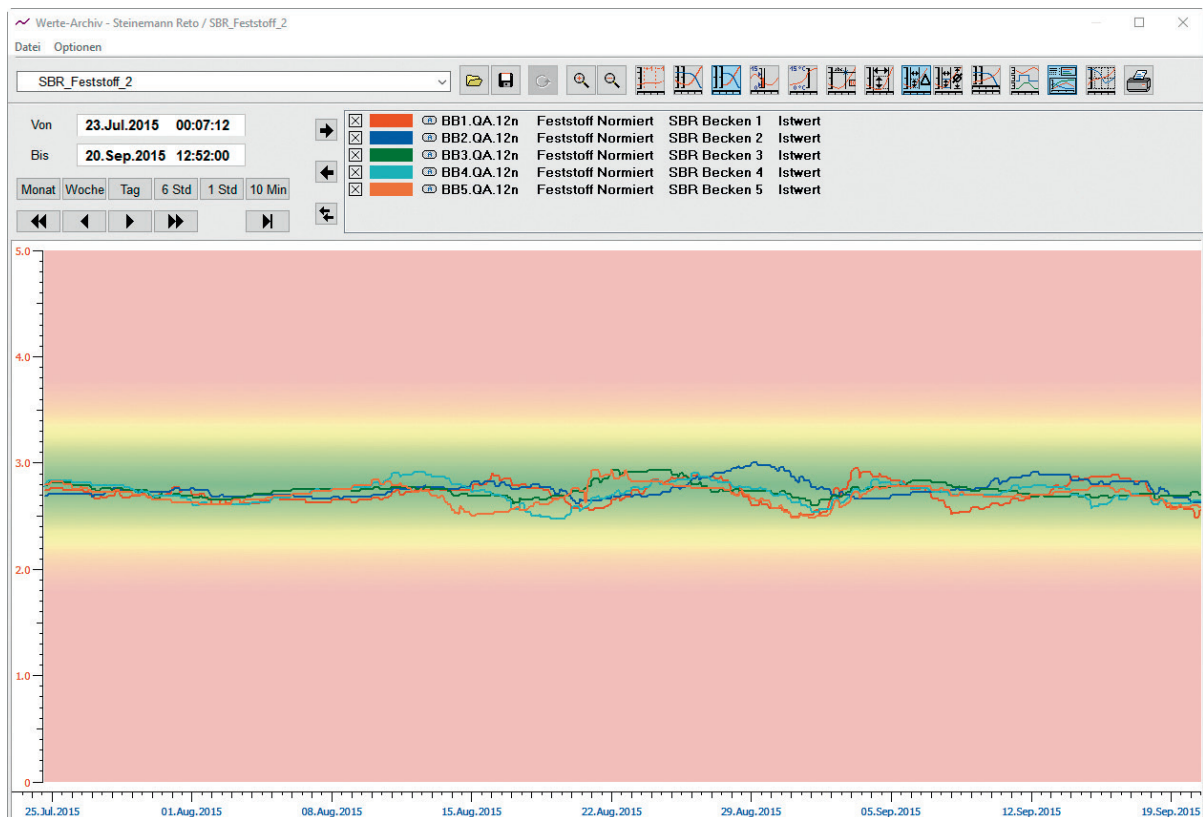 Werte-Archiv - Steinemann Reto / SBR_Feststoff_2
Datei Optionen
SBR_Feststoff_2
Von 23.Jul.2015 00:07:12
Bis 20.Sep.2015 12:52:00
Monat Woche Tag 6 Std 1 Std 10 Min
BB1.QA.12n Feststoff Normiert SBR Becken 1 Istwert
BB2.QA.12n Feststoff Normiert SBR Becken 2 Istwert
BB3.QA.12n Feststoff Normiert SBR Becken 3 Istwert
BB4.QA.12n Feststoff Normiert SBR Becken 4 Istwert
BB5.QA.12n Feststoff Normiert SBR Becken 5 Istwert
5.0
4.0
3.0
2.0
1.0
0
25.Jul.2015 01.Aug.2015 08.Aug.2015 15.Aug.2015 22.Aug.2015 29.Aug.2015 05.Sep.2015 12.Sep.2015 19.Sep.2015